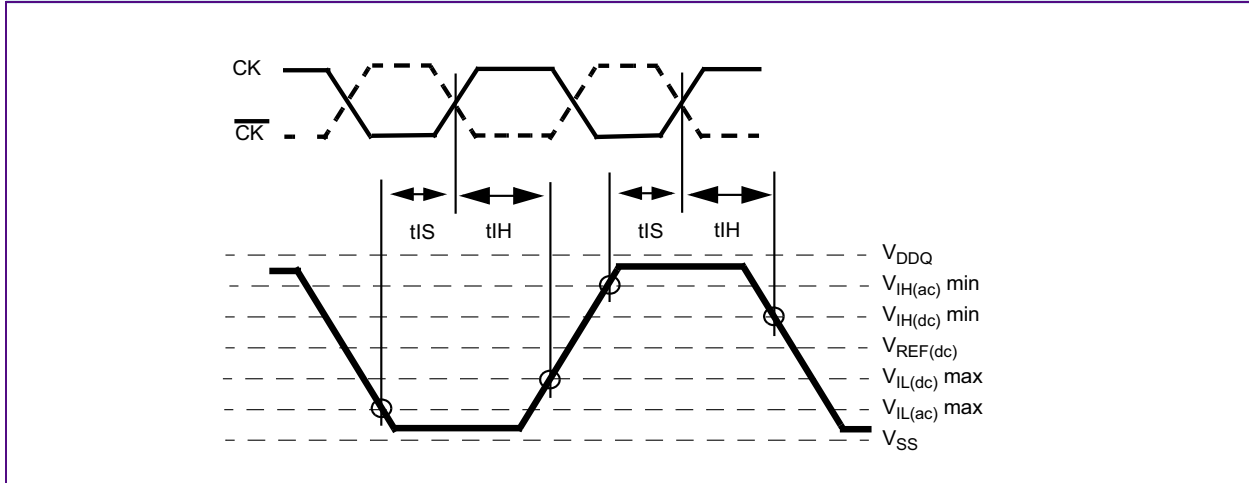 CK
CK
tIS
tIH
tIS
tIH
VDDQ
VIH(ac) min
VIH(dc) min
VREF(dc)
VIL(dc) max
VIL(ac) max
VSS